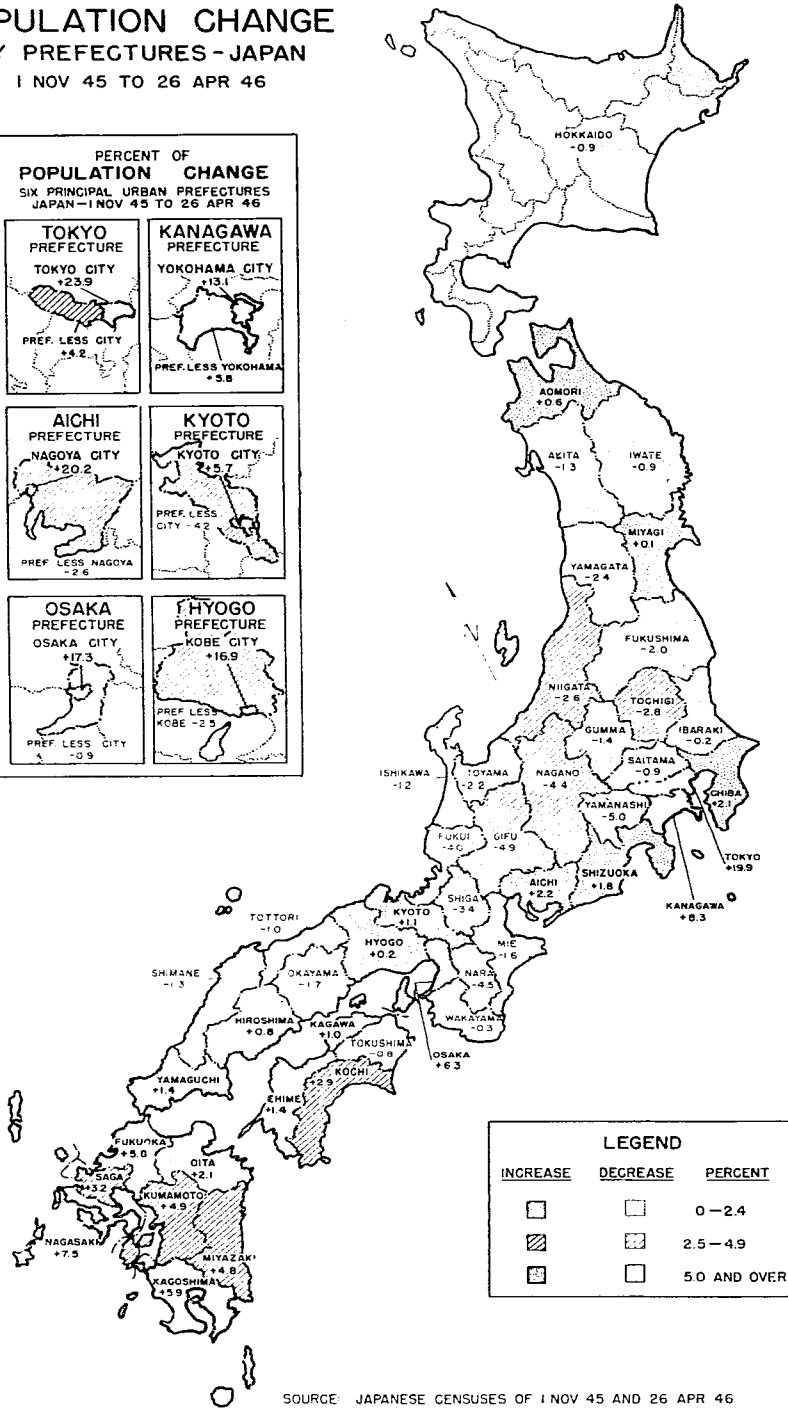 PULATION CHANGE
Y PREFECTURES-JAPAN
1 NOV 45 TO 26 APR 46
PERCENT OF
POPULATION CHANGE
SIX PRINCIPAL URBAN PREFECTURES
JAPAN—1 NOV 45 TO 26 APR 46
TOKYO
PREFECTURE
TOKYO CITY
+23.9
PREF. LESS CITY
+4.2
KANAGAWA
PREFECTURE
YOKOHAMA CITY
+13.1
PREF. LESS YOKOHAMA
+5.8
AICHI
PREFECTURE
NAGOYA CITY
+20.2
PREF LESS NAGOYA
-2.6
KYOTO
PREFECTURE
KYOTO CITY
+5.7
PREF. LESS
CITY -4.2
OSAKA
PREFECTURE
OSAKA CITY
+17.3
PREF. LESS CITY
-0.9
HYOGO
PREFECTURE
KOBE CITY
+16.9
PREF LESS
KOBE -2.5
HOKKAIDO
-0.9
AOMORI
+0.6
AKITA
-1.3
IWATE
-0.9
MIYAGI
+0.1
YAMAGATA
-2.4
N
FUKUSHIMA
-2.0
NIIGATA
-2.6
TOCHIGI
-2.8
GUMMA
-1.4
IBARAKI
-0.2
ISHIKAWA
-1.2
TOYAMA
-2.2
NAGANO
-4.4
SAITAMA
-0.9
CHIBA
+2.1
YAMANASHI
-5.0
FUKUI
-4.0
GIFU
-4.9
TOKYO
+19.9
SHIZUOKA
+1.8
AICHI
+2.2
KANAGAWA
+8.3
SHIGA
-3.4
KYOTO
+1.1
TOTTORI
-1.0
HYOGO
+0.2
MIE
-1.6
SHIMANE
-1.3
OKAYAMA
-1.7
NARA
-4.5
HIROSHIMA
+0.8
KAGAWA
+1.0
WAKAYAMA
-0.3
TOKUSHIMA
-0.8
OSAKA
+6.3
YAMAGUCHI
+1.4
KOCHI
+2.9
EHIME
+1.4
FUKUOKA
+5.8
OITA
+2.1
SAGA
+3.2
KUMAMOTO
+4.9
NAGASAKI
+7.5
MIYAZAKI
+4.8
KAGOSHIMA
+5.9
LEGEND
INCREASE DECREASE PERCENT
0—2.4
2.5—4.9
5.0 AND OVER
SOURCE: JAPANESE CENSUSES OF 1 NOV 45 AND 26 APR 46